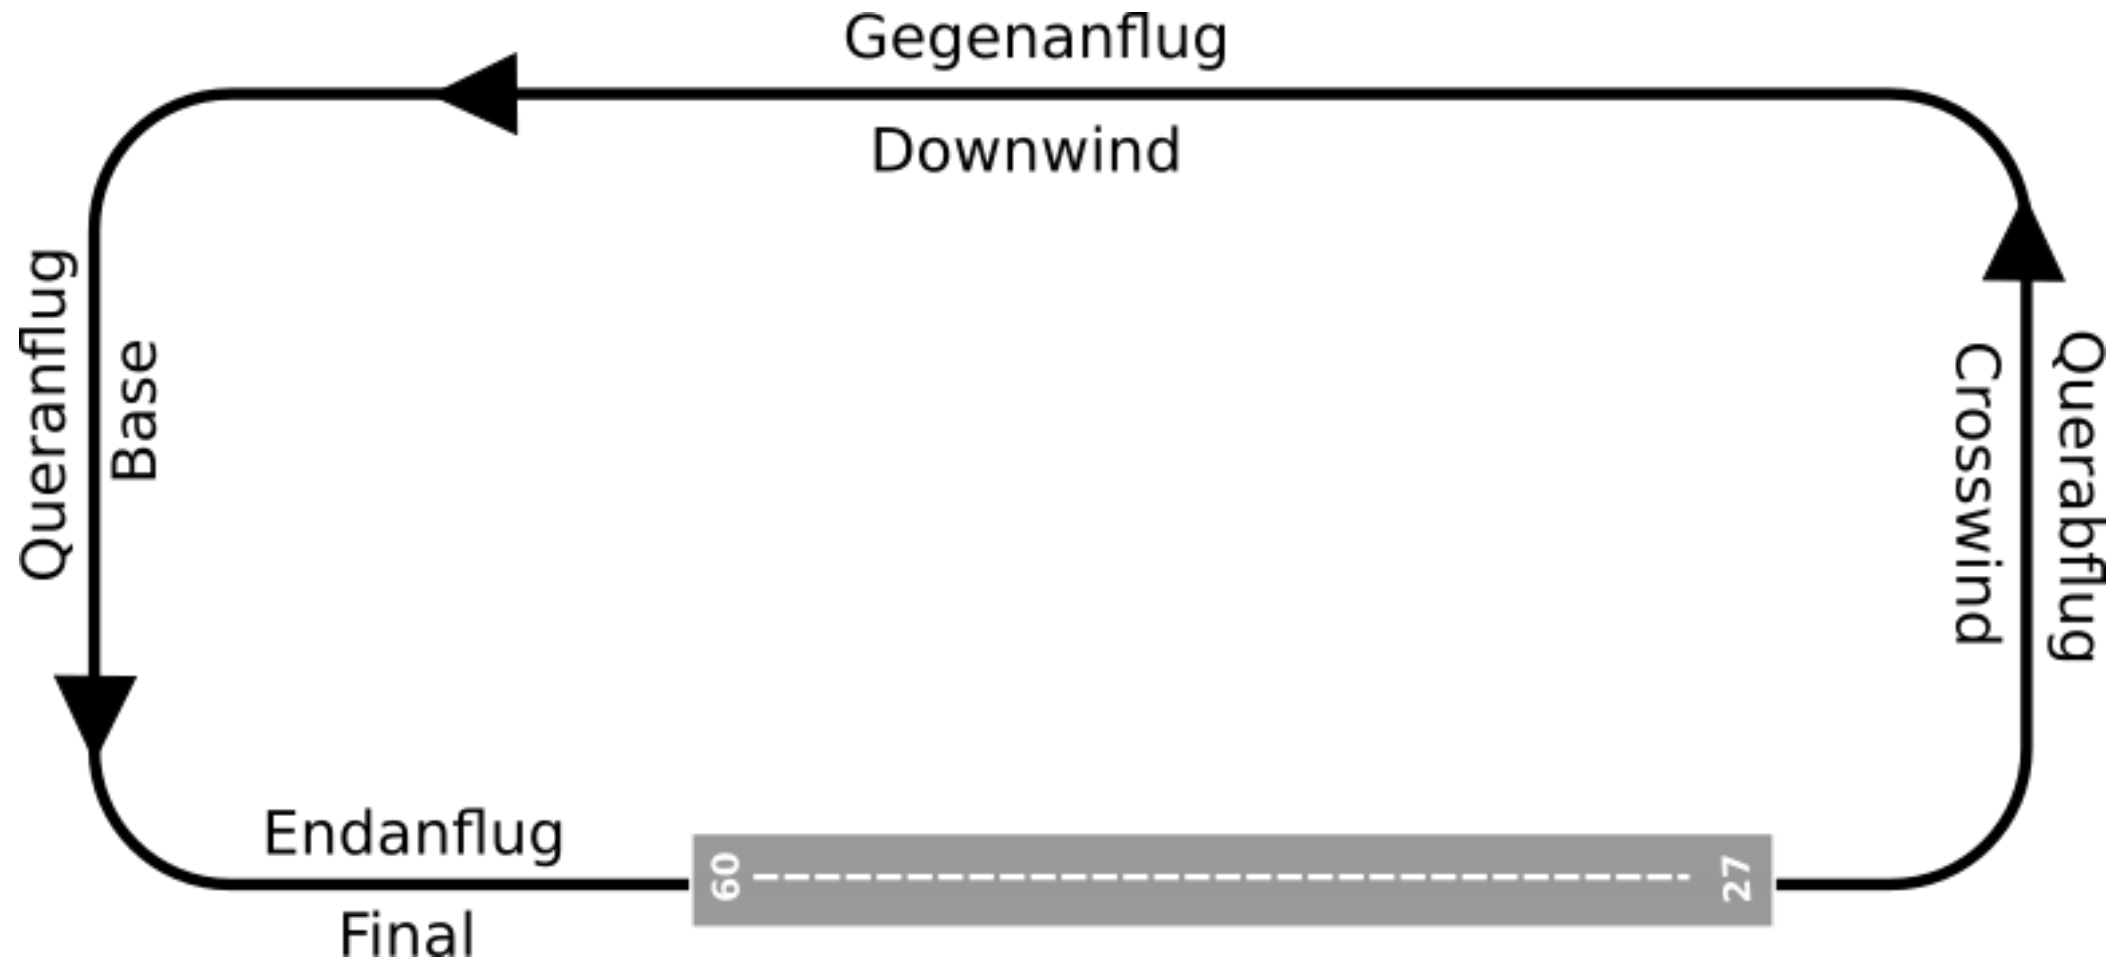 Gegenanflug
Downwind
Queranflug
Base
Crosswind
Querabflug
Endanflug
Final
09
27